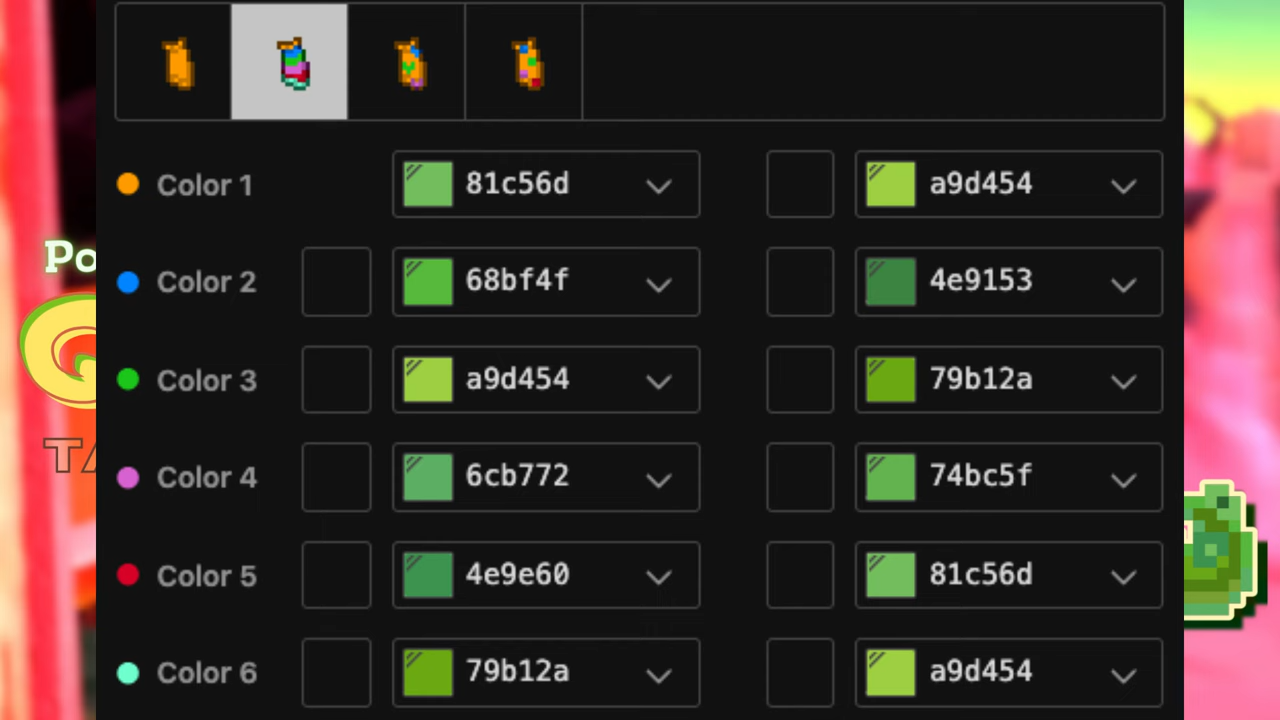 Color 1 81c56d a9d454
Color 2 68bf4f 4e9153
Po
Color 3 a9d454 79b12a
Color 4 6cb772 74bc5f
Color 5 4e9e60 81c56d
Color 6 79b12a a9d454